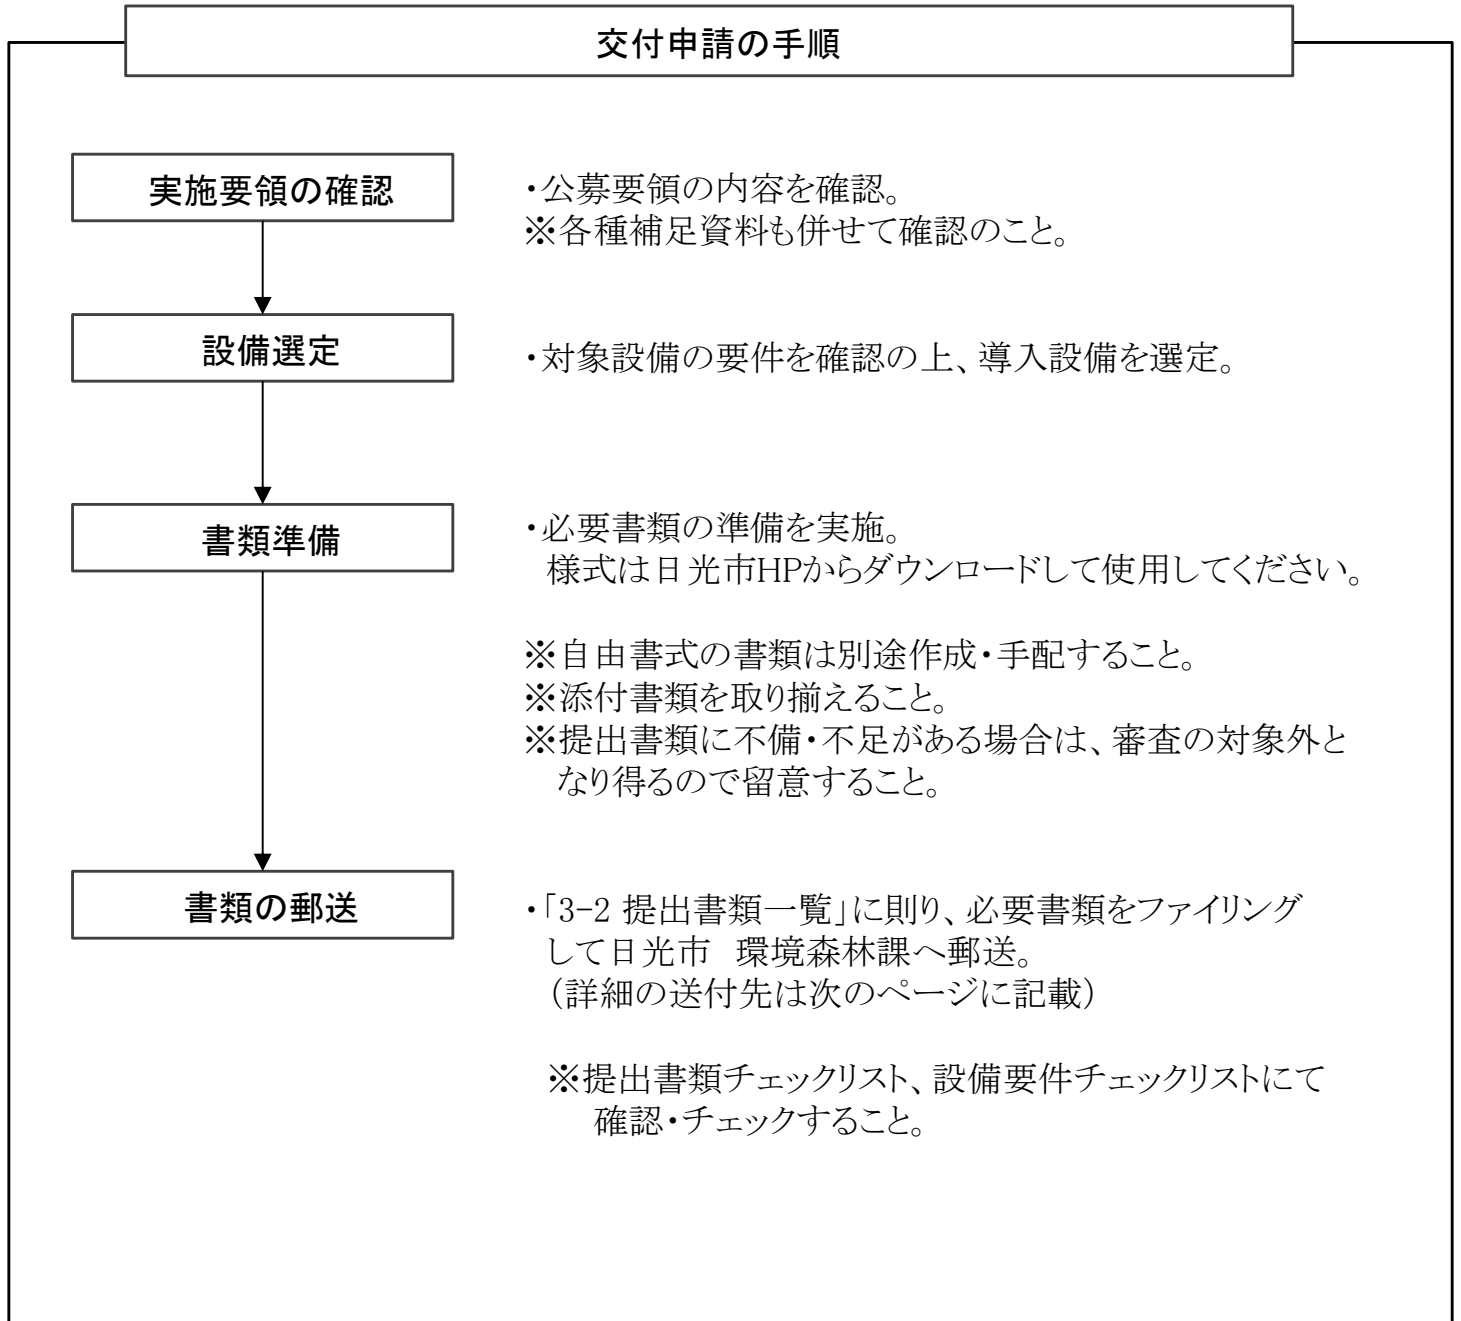 交付申請の手順
実施要領の確認
・公募要領の内容を確認。
※各種補足資料も併せて確認のこと。
設備選定
・対象設備の要件を確認の上、導入設備を選定。
書類準備
・必要書類の準備を実施。
様式は日光市HPからダウンロードして使用してください。
※自由書式の書類は別途作成・手配すること。
※添付書類を取り揃えること。
※提出書類に不備・不足がある場合は、審査の対象外と
なり得るので留意すること。
書類の郵送
・「3-2 提出書類一覧」に則り、必要書類をファイリング
して日光市　環境森林課へ郵送。
（詳細の送付先は次のページに記載）
※提出書類チェックリスト、設備要件チェックリストにて
確認・チェックすること。